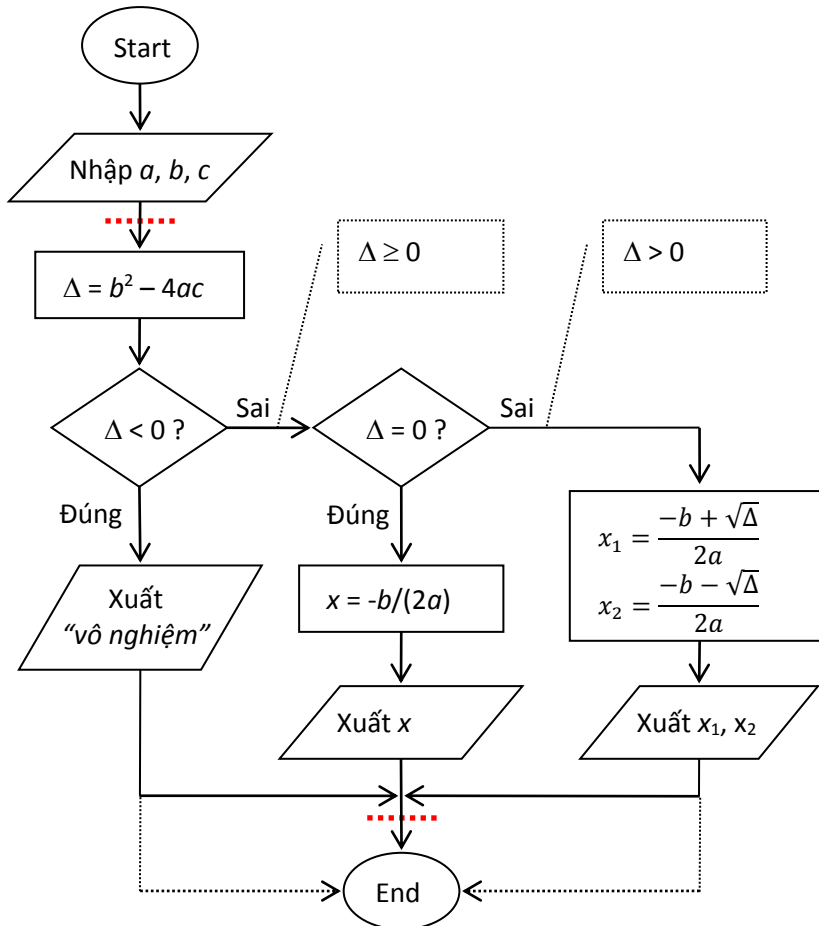 Start
Nhập a, b, c
Δ = b² – 4ac
Δ ≥ 0
Δ > 0
Δ < 0 ?
Sai
Δ = 0 ?
Sai
Đúng
Đúng
Xuất
“vô nghiệm”
x = -b/(2a)
x₁ = (−b + √Δ)/2a
x₂ = (−b − √Δ)/2a
Xuất x
Xuất x₁, x₂
End